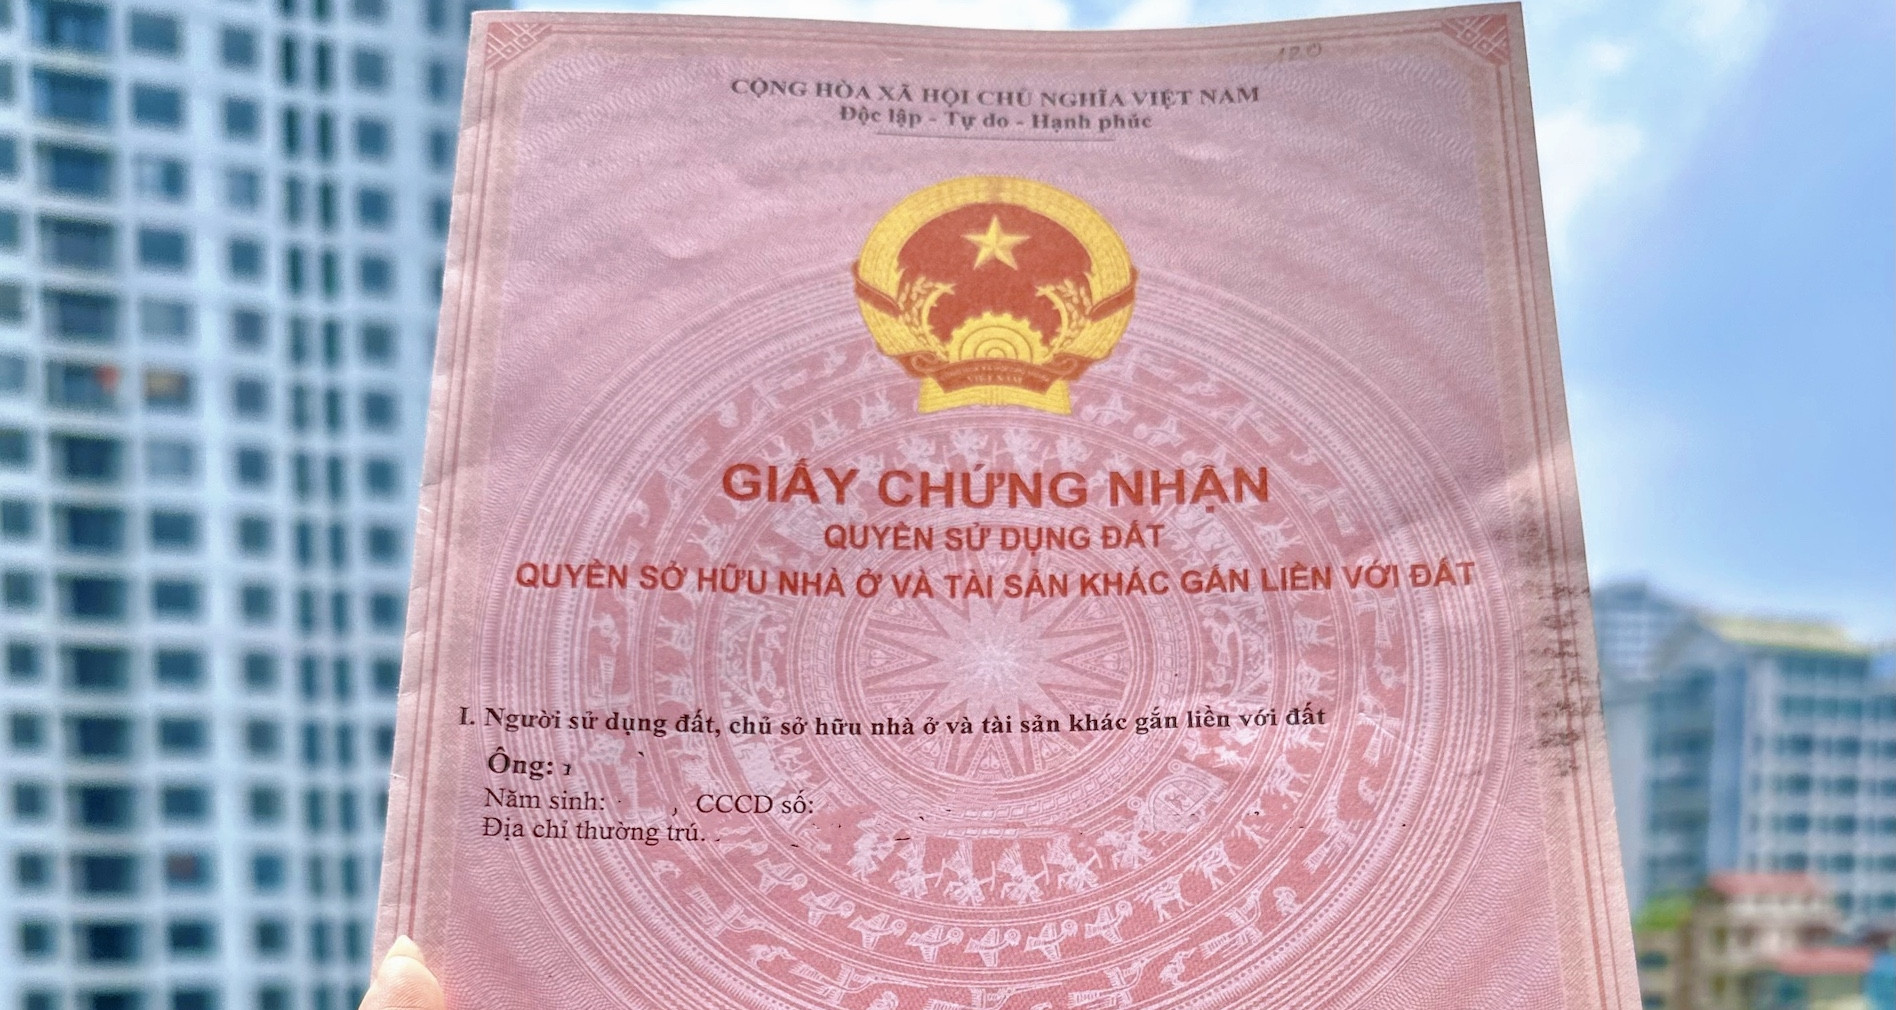 CỘNG HÒA XÃ HỘI CHỦ NGHĨA VIỆT NAM
Độc lập - Tự do - Hạnh phúc
VIỆT NAM
GIẤY CHỨNG NHẬN
QUYỀN SỬ DỤNG ĐẤT
QUYỀN SỞ HỮU NHÀ Ở VÀ TÀI SẢN KHÁC GẮN LIỀN VỚI ĐẤT
I. Người sử dụng đất, chủ sở hữu nhà ở và tài sản khác gắn liền với đất
Ông:
Năm sinh: , CCCD số:
Địa chỉ thường trú.